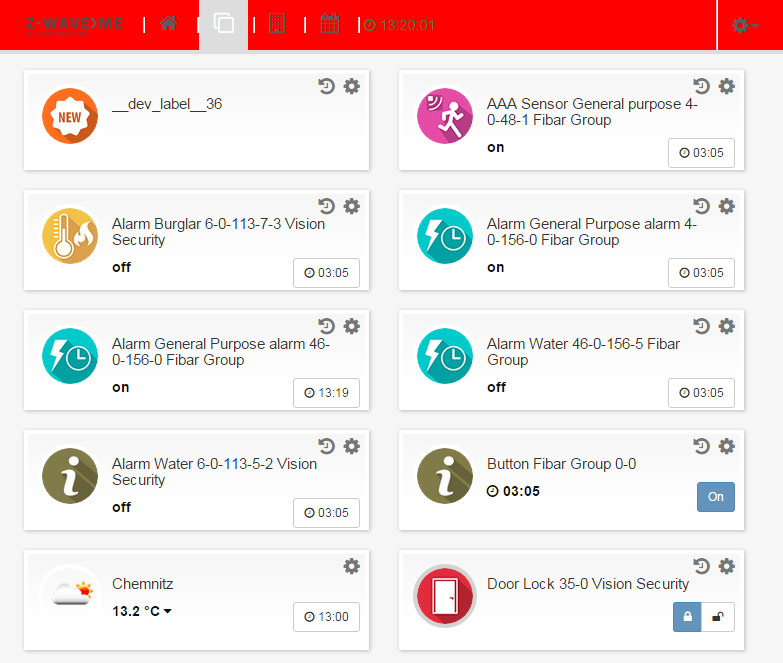 Z-WAVE>ME
13:20:01
NEW
__dev_label__36
AAA Sensor General purpose 4-
0-48-1 Fibar Group
on
03:05
Alarm Burglar 6-0-113-7-3 Vision
Security
off
03:05
Alarm General Purpose alarm 4-
0-156-0 Fibar Group
on
03:05
Alarm General Purpose alarm 46-
0-156-0 Fibar Group
on
13:19
Alarm Water 46-0-156-5 Fibar
Group
off
03:05
Alarm Water 6-0-113-5-2 Vision
Security
off
03:05
Button Fibar Group 0-0
03:05
On
Chemnitz
13.2 °C
13:00
Door Lock 35-0 Vision Security